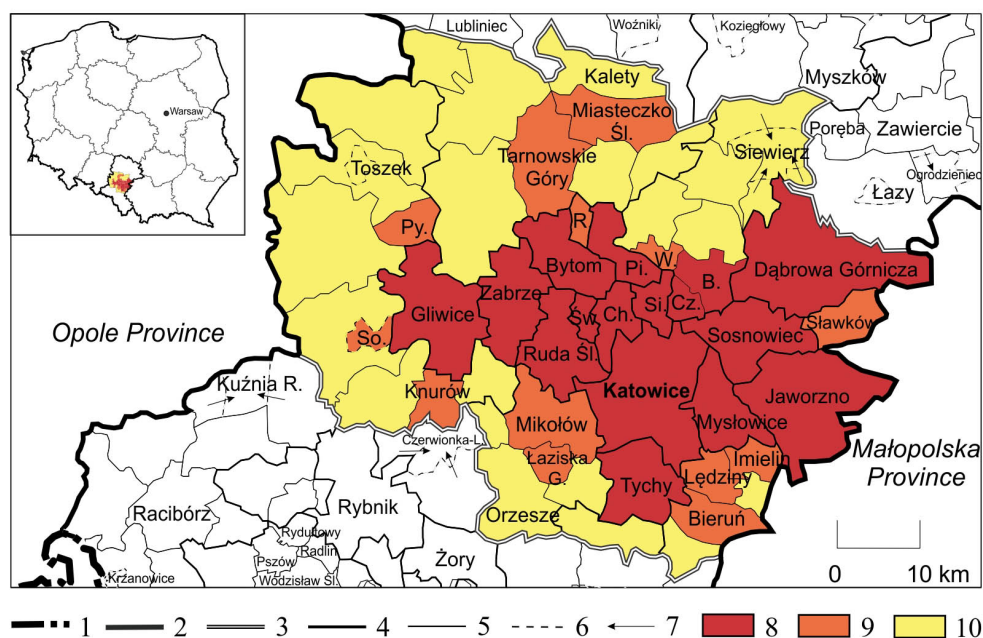 Warsaw
Lubliniec
Woźniki
Koziegłowy
Kalety
Myszków
Miasteczko
Śl.
Poręba
Zawiercie
Siewierz
Toszek
Tarnowskie
Góry
Ogrodzieniec
Łazy
Py.
R.
W.
Bytom
Pi.
B.
Dąbrowa Górnicza
Zabrze
Si.
Cz.
Gliwice
Św.
Ch.
Sławków
Opole Province
So.
Sosnowiec
Ruda Śl.
Kuźnia R.
Knurów
Katowice
Jaworzno
Mikołów
Mysłowice
Czerwionka-L.
Imielin
Małopolska
Province
Łaziska
G.
Lędziny
Tychy
Racibórz
Rybnik
Orzesze
Bieruń
Rydułtowy
Radlin
Pszów
Żory
Krzanowice
Wodzisław Śl.
0 10 km
1 2 3 4 5 6 7 8 9 10